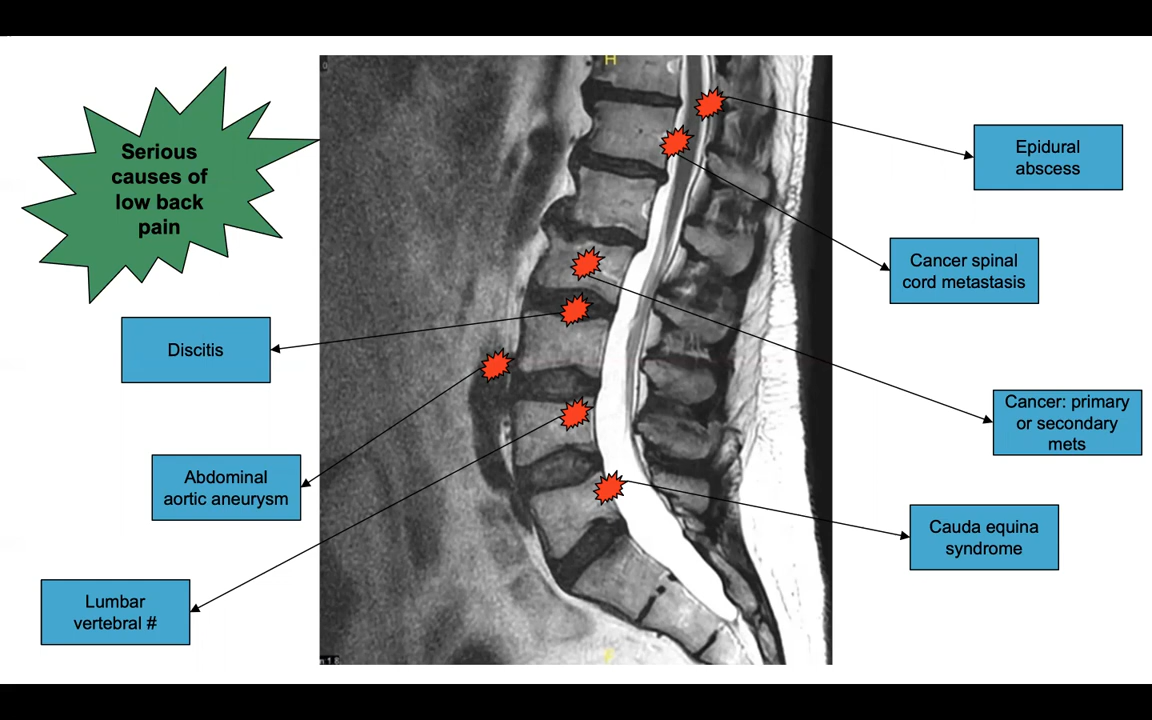 Serious
causes of
low back
pain
H
Epidural
abscess
Cancer spinal
cord metastasis
Discitis
Cancer: primary
or secondary
mets
Abdominal
aortic aneurysm
Cauda equina
syndrome
Lumbar
vertebral #